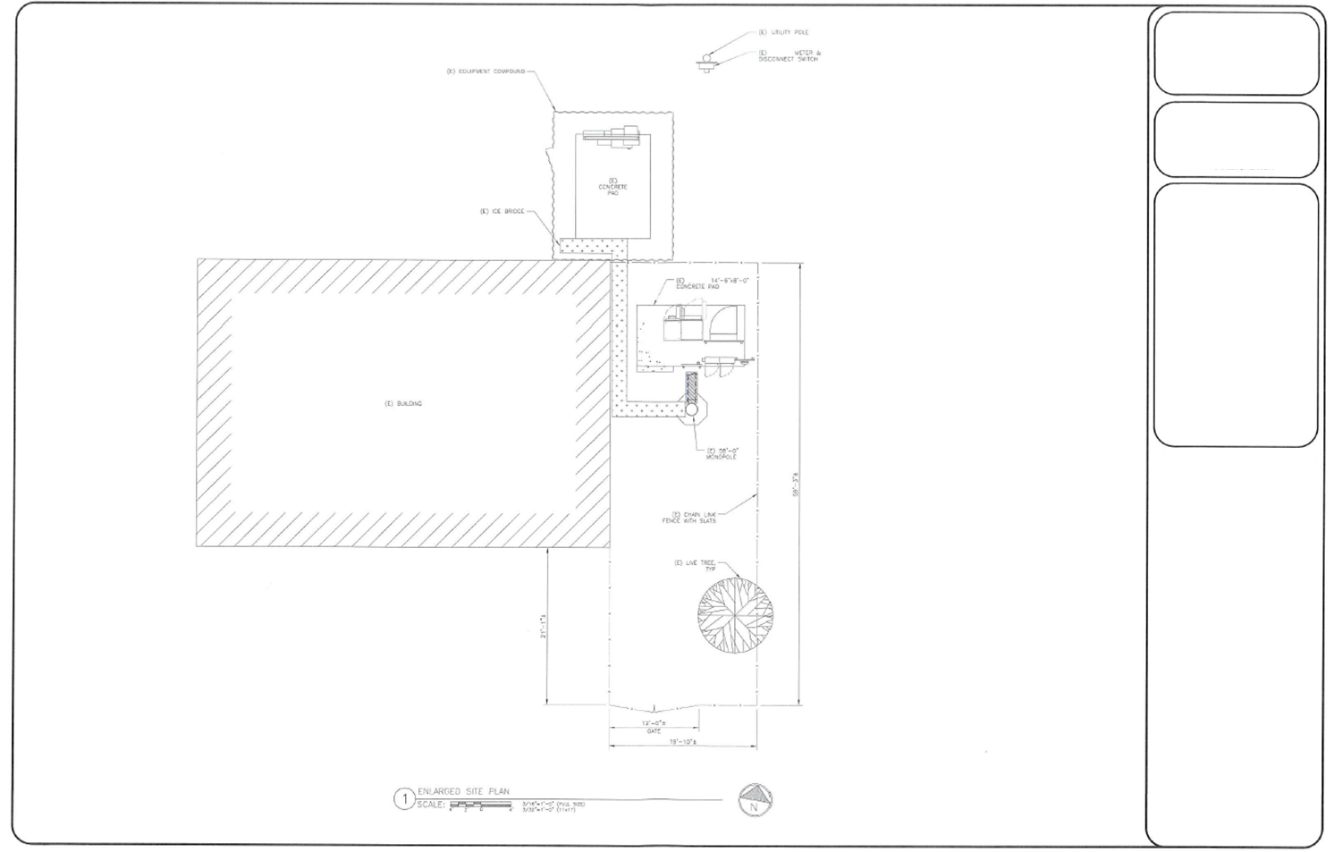 (E) UTILITY POLE
(E) METER &
DISCONNECT SWITCH
(E) EQUIPMENT COMPOUND
(E)
CONCRETE
PAD
(E) ICE BRIDGE
(E) 14'-6"x8'-0"
CONCRETE PAD
(E) BUILDING
(E) 58'-0"
MONOPOLE
59'-3"±
(E) CHAIN LINK
FENCE WITH SLATS
(E) LIVE TREE,
TYP
21'-1"±
12'-0"±
GATE
19'-10"±
1 ENLARGED SITE PLAN
SCALE:
3/16"=1'-0" (FULL SIZE)
3/32"=1'-0" (11x17)
N